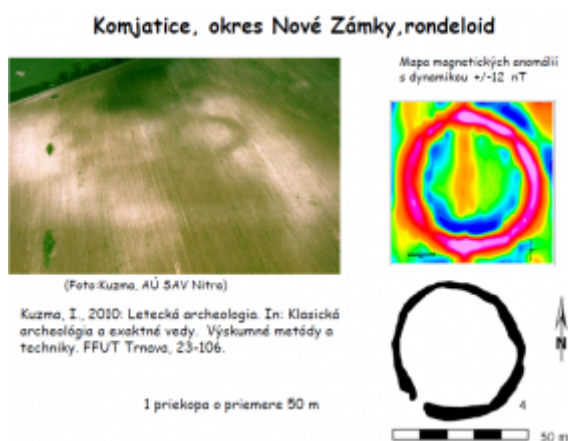 Komjatice, okres Nové Zámky,rondeloid
Mapa magnetických anomálií
s dynamikou +/-12 nT
(Foto:Kuzma, AÚ SAV Nitra)
Kuzma, I., 2010: Letecká archeologia. In: Klasická
archeológia a exaktné vedy. Výskumné metódy a
techniky. FFUT Trnava, 23-106.
1 priekopa o priemere 50 m
4
N
50 m